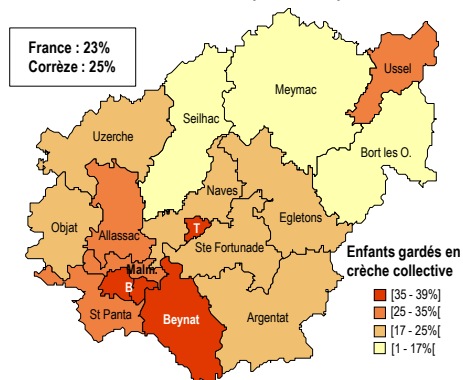 France : 23%
Corrèze : 25%
Ussel
Meymac
Seilhac
Uzerche
Bort les O.
Naves
Egletons
Objat
Allassac
T
Ste Fortunade
Malm.
B
St Panta
Beynat
Argentat
Enfants gardés en
crèche collective
[35 - 39%]
[25 - 35%[
[17 - 25%[
[1 - 17%[